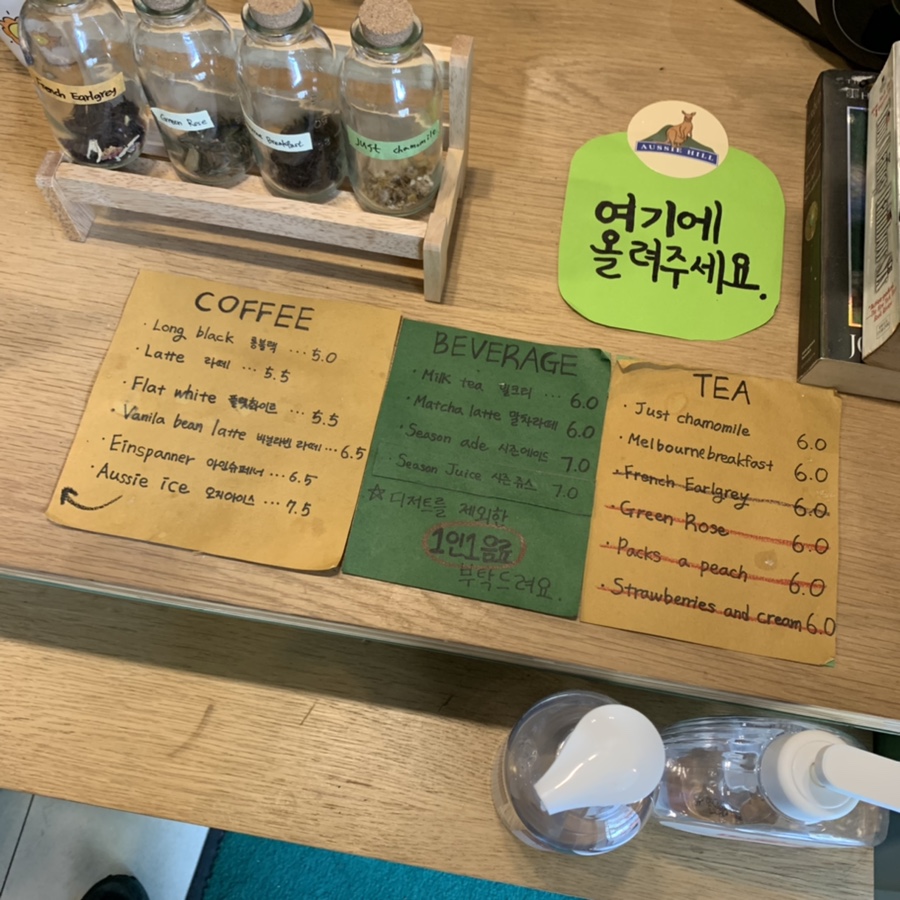 French Earlgrey
Green Rose
Breakfast
Just chamomile
AUSSIE HILL
여기에
올려주세요.
COFFEE
· Long black 롱블랙 ··· 5.0
· Latte 라떼 ··· 5.5
· Flat white 플랫화이트 ··· 5.5
· Vanila bean latte 바닐라빈 라떼 ··· 6.5
· Einspanner 아인슈페너 ··· 6.5
· Aussie ice 오지아이스 ··· 7.5
BEVERAGE
· Milk tea 밀크티 ··· 6.0
· Matcha latte 말차라떼 6.0
· Season ade 시즌에이드 7.0
· Season Juice 시즌쥬스 7.0
☆ 디저트를 제외한
1인1음료
부탁드려요.
TEA
· Just chamomile 6.0
· Melbourne breakfast 6.0
· French Earlgrey 6.0
· Green Rose 6.0
· Packs a peach 6.0
· Strawberries and cream 6.0